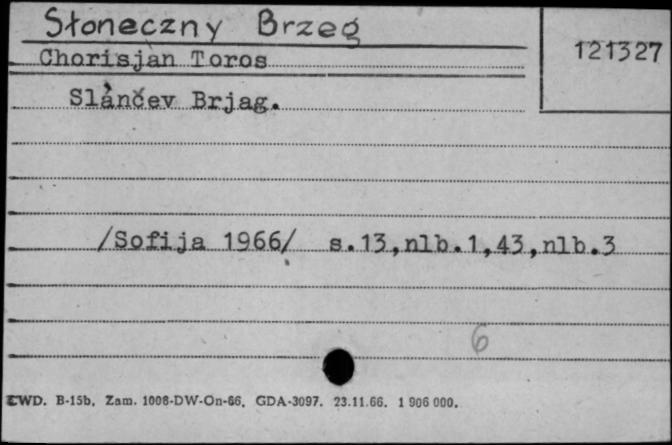 Słoneczny Brzeg
121327
Chorisjan Toros
Slănčev Brjag.
/Sofija 1966/ s.13,nlb.1,43,nlb.3
6
CWD. B-15b. Zam. 1008-DW-On-66. GDA-3097. 23.11.66. 1 906 000.